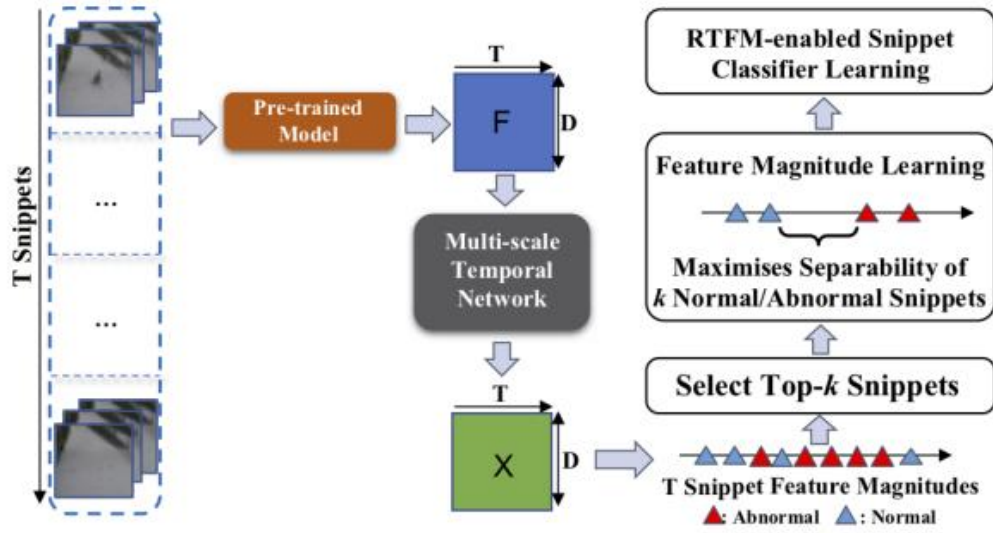 T Snippets
...
...
Pre-trained
Model
T
F
D
Multi-scale
Temporal
Network
T
X
D
RTFM-enabled Snippet
Classifier Learning
Feature Magnitude Learning
Maximises Separability of
k Normal/Abnormal Snippets
Select Top-k Snippets
T Snippet Feature Magnitudes
: Abnormal : Normal